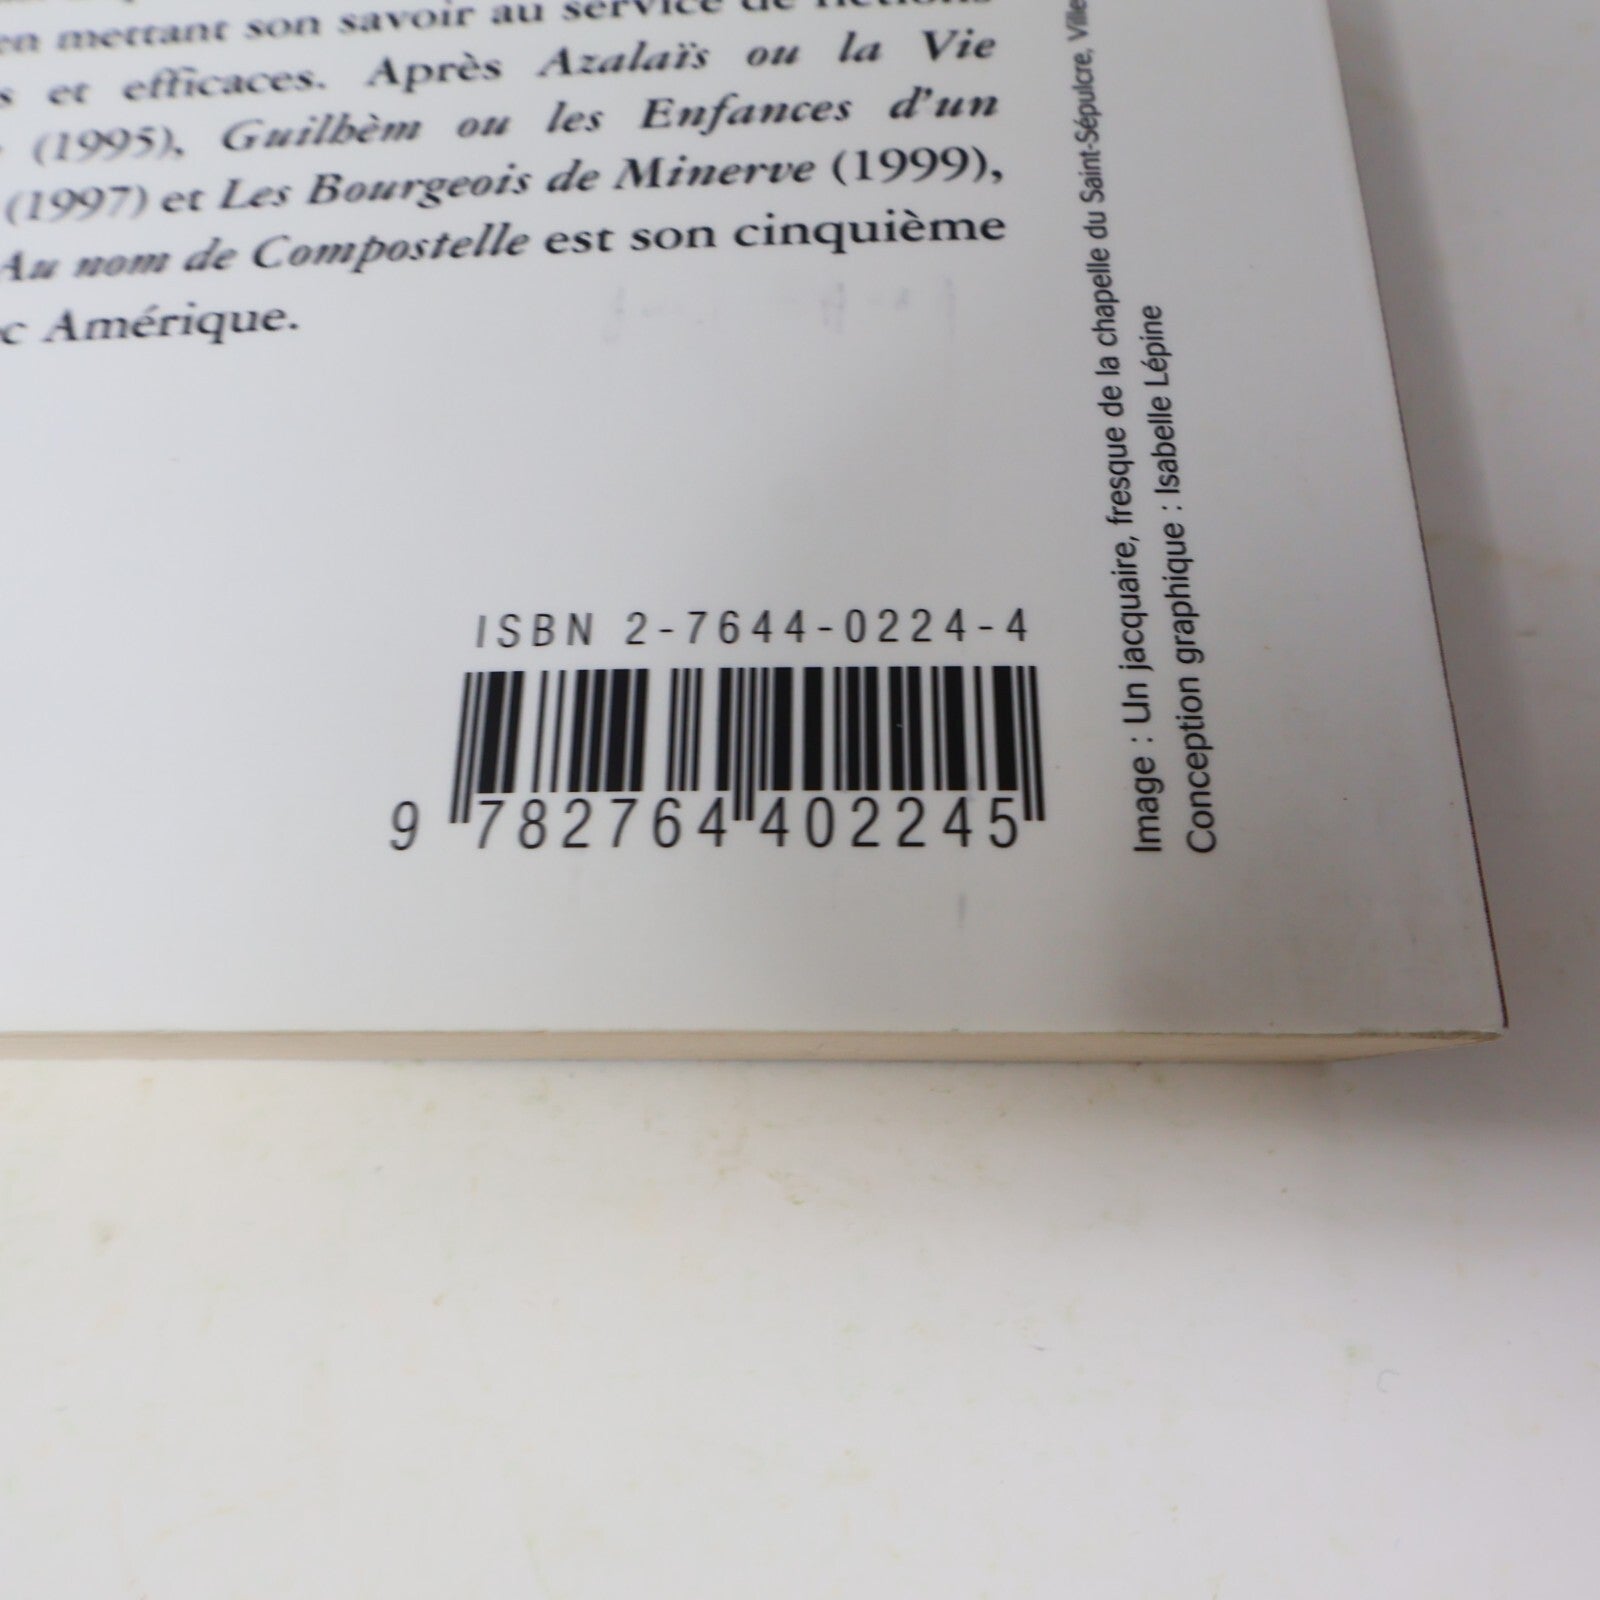 en mettant son savoir au service de fictions
s et efficaces. Après Azalaïs ou la Vie
(1995), Guilhèm ou les Enfances d'un
(1997) et Les Bourgeois de Minerve (1999),
Au nom de Compostelle est son cinquième
c Amérique.
ISBN 2-7644-0224-4
9 782764 402245
Image : Un jacquaire, fresque de la chapelle du Saint-Sépulcre, Ville
Conception graphique : Isabelle Lépine